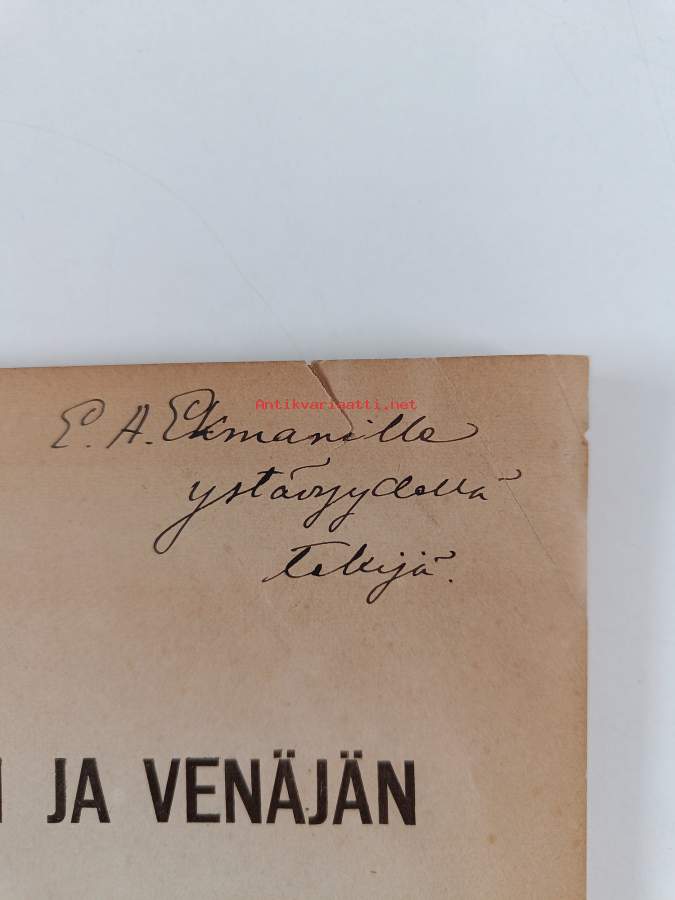 Antikvariaatti.net
E. A. Ekmanille
ystävyydellä
tekijä.
JA VENÄJÄN